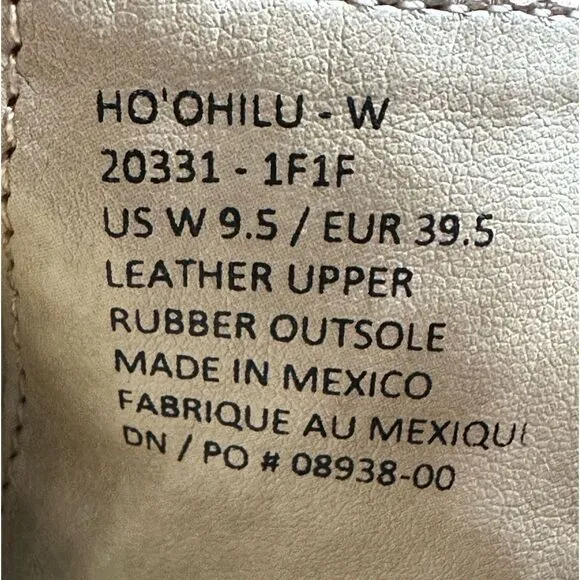 HO'OHILU - W
20331 - 1F1F
US W 9.5 / EUR 39.5
LEATHER UPPER
RUBBER OUTSOLE
MADE IN MEXICO
FABRIQUE AU MEXIQUE
DN / PO # 08938-00